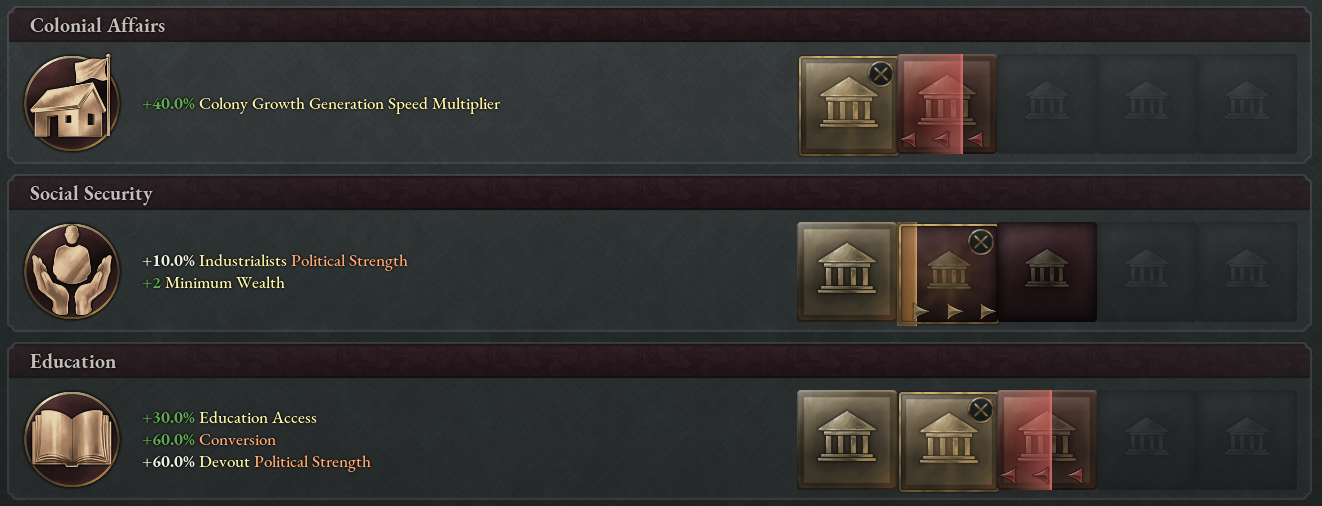 Colonial Affairs
+40.0% Colony Growth Generation Speed Multiplier
Social Security
+10.0% Industrialists Political Strength
+2 Minimum Wealth
Education
+30.0% Education Access
+60.0% Conversion
+60.0% Devout Political Strength